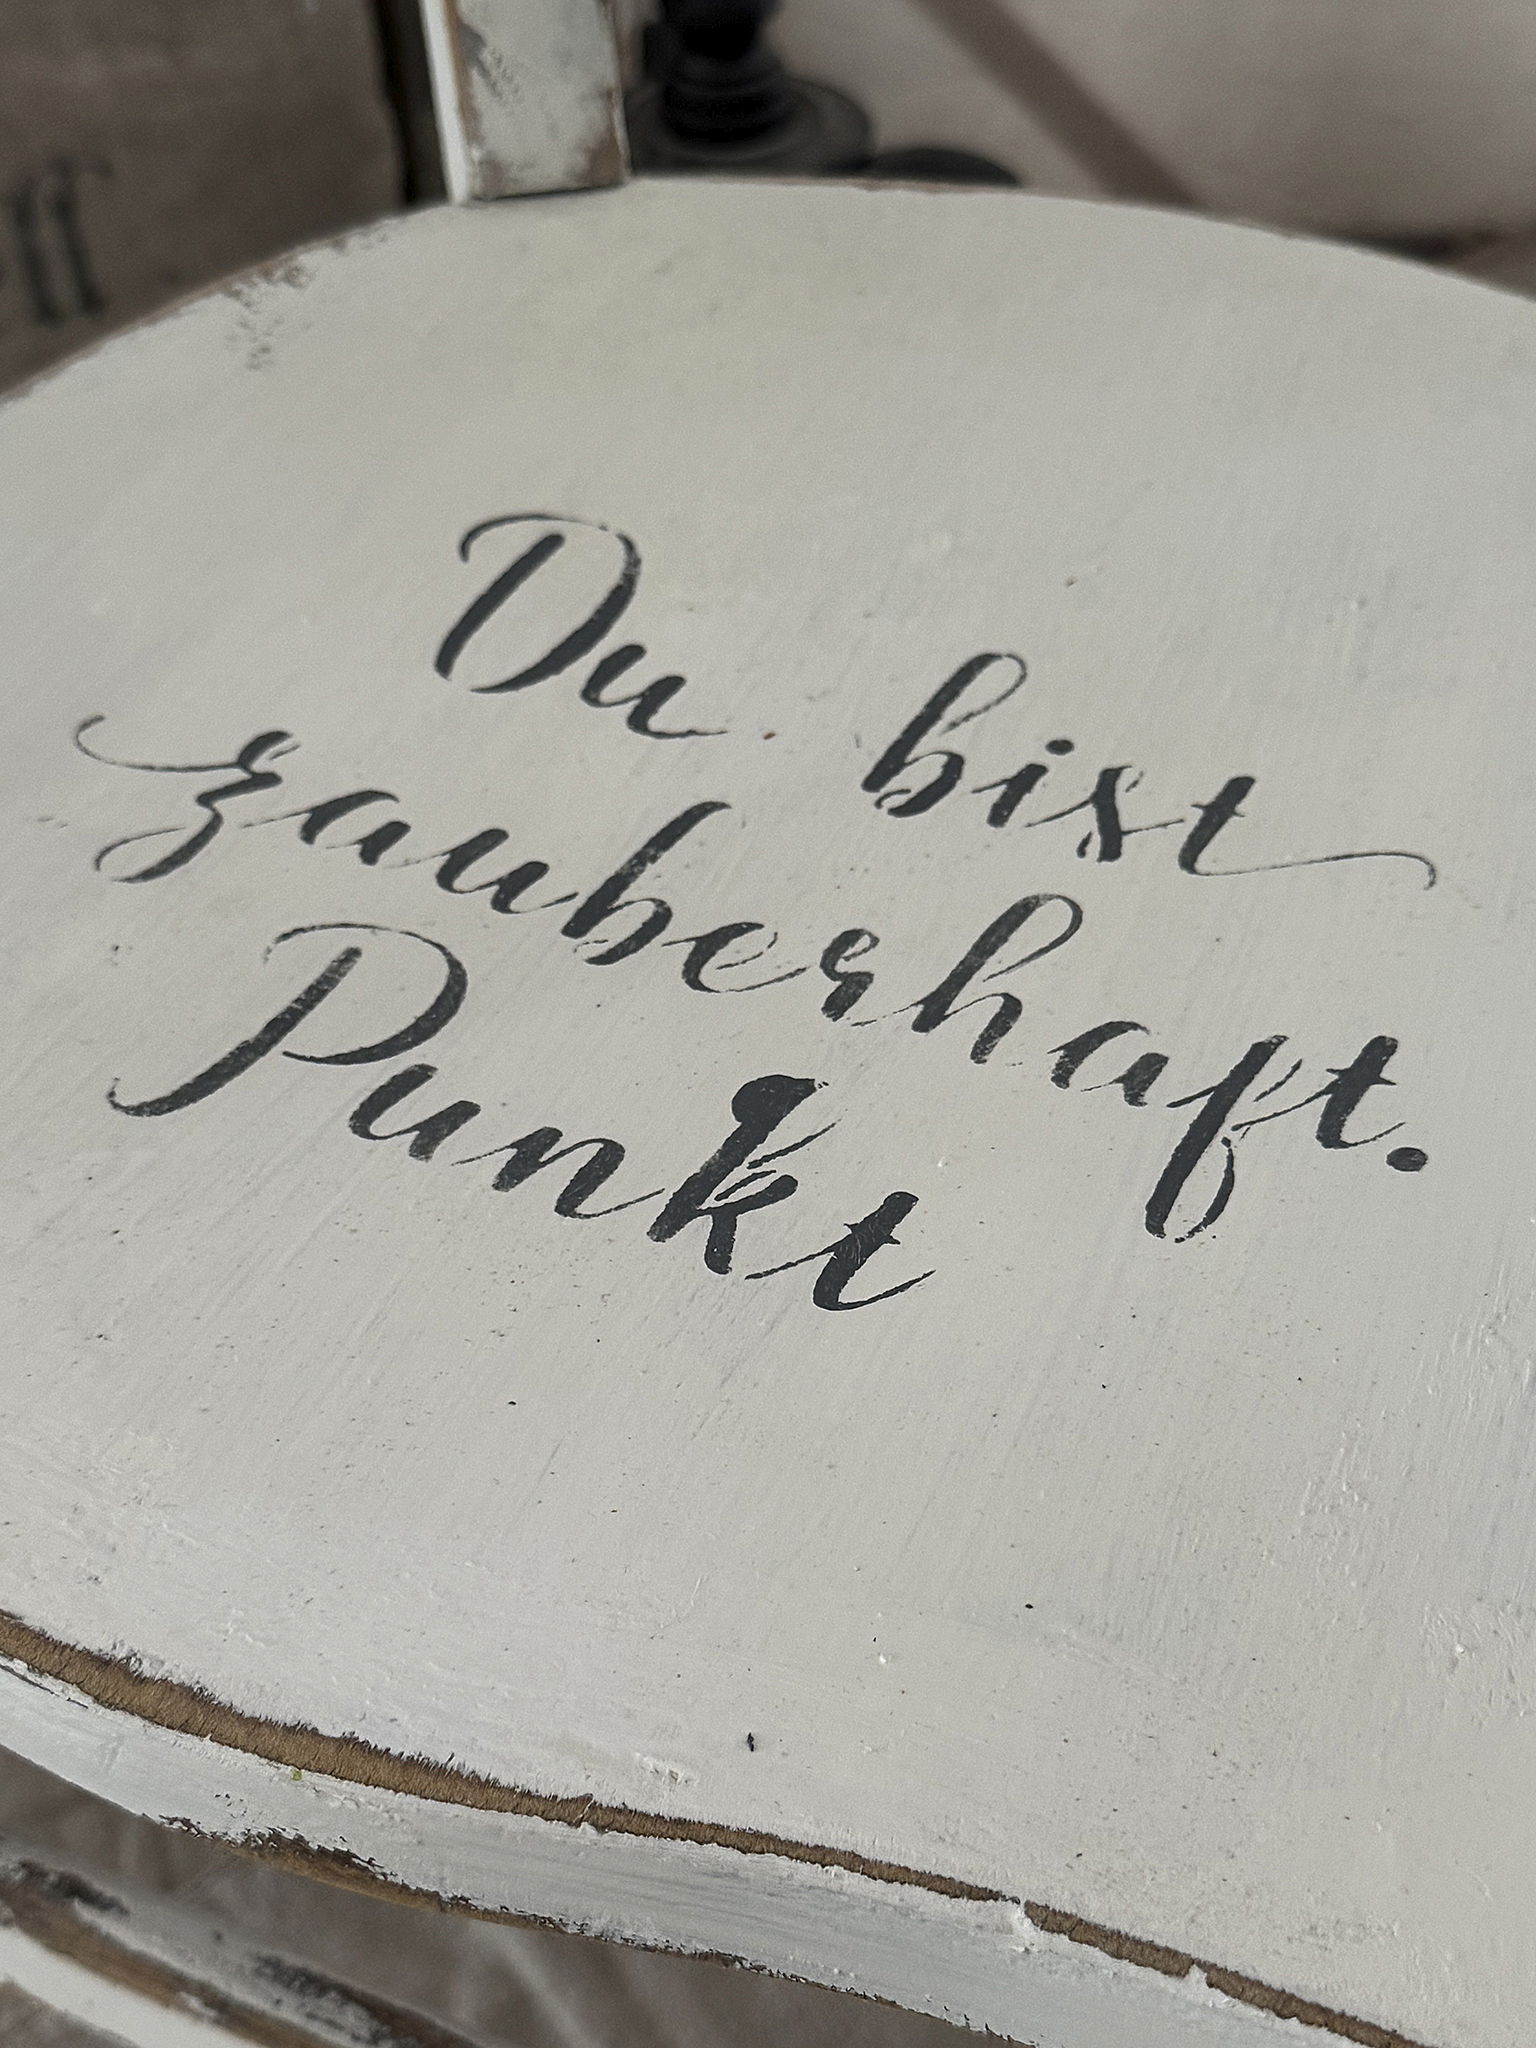 Du bist
zauberhaft.
Punkt